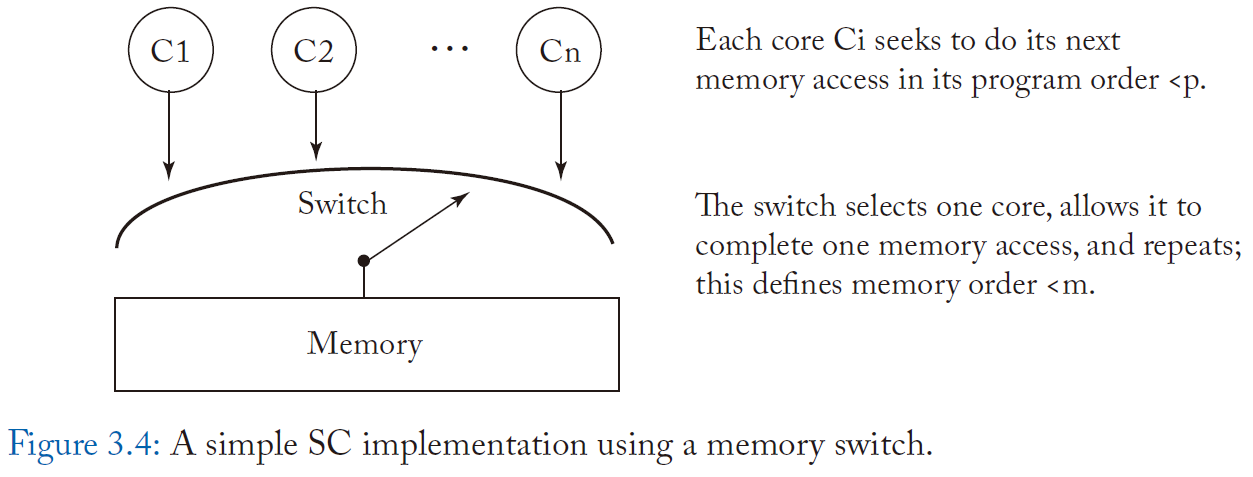 C1
C2
...
Cn
Each core Ci seeks to do its next
memory access in its program order <p.
Switch
The switch selects one core, allows it to
complete one memory access, and repeats;
this defines memory order <m.
Memory
Figure 3.4: A simple SC implementation using a memory switch.